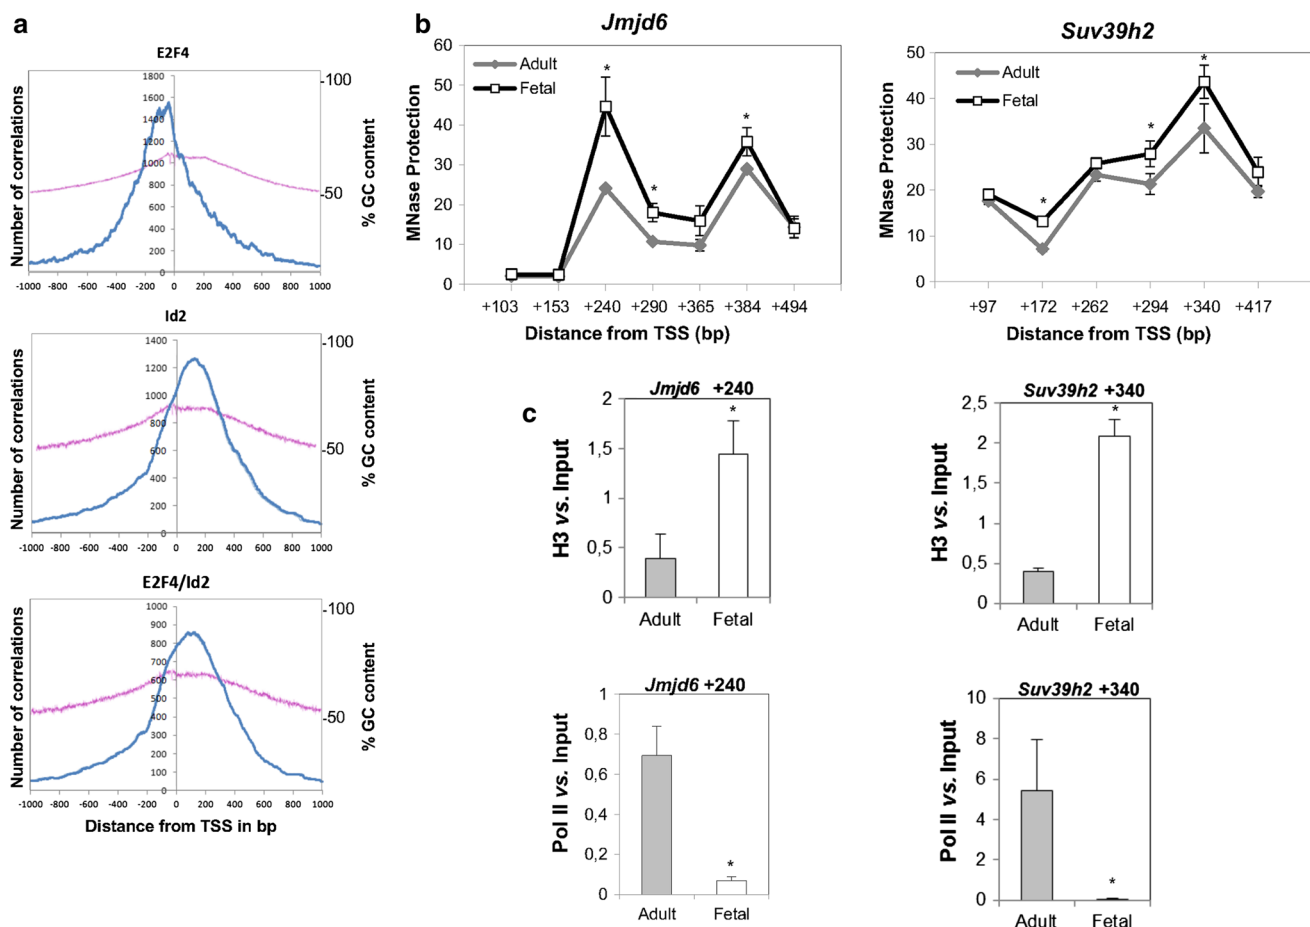 a
E2F4
Number of correlations
1800
1600
1400
1200
1000
800
600
400
200
0
-1000 -800 -600 -400 -200 0 200 400 600 800 1000
-100
-50
% GC content
Id2
Number of correlations
1400
1200
1000
800
600
400
200
0
-1000 -800 -600 -400 -200 0 200 400 600 800 1000
-100
-50
% GC content
E2F4/Id2
Number of correlations
1000
900
800
700
600
500
400
300
200
100
0
-1000 -800 -600 -400 -200 0 200 400 600 800 1000
-100
-50
% GC content
Distance from TSS in bp
b
Jmjd6
MNase Protection
60
50
40
30
20
10
0
Adult
Fetal
*
*
*
+103 +153 +240 +290 +365 +384 +494
Distance from TSS (bp)
Suv39h2
MNase Protection
50
40
30
20
10
0
Adult
Fetal
*
*
*
+97 +172 +262 +294 +340 +417
Distance from TSS (bp)
c
Jmjd6 +240
H3 vs. Input
2
1,5
1
0,5
0
*
Adult Fetal
Suv39h2 +340
H3 vs. Input
2,5
2
1,5
1
0,5
0
*
Adult Fetal
Jmjd6 +240
Pol II vs. Input
1
0,8
0,6
0,4
0,2
0
*
Adult Fetal
Suv39h2 +340
Pol II vs. Input
10
8
6
4
2
0
*
Adult Fetal